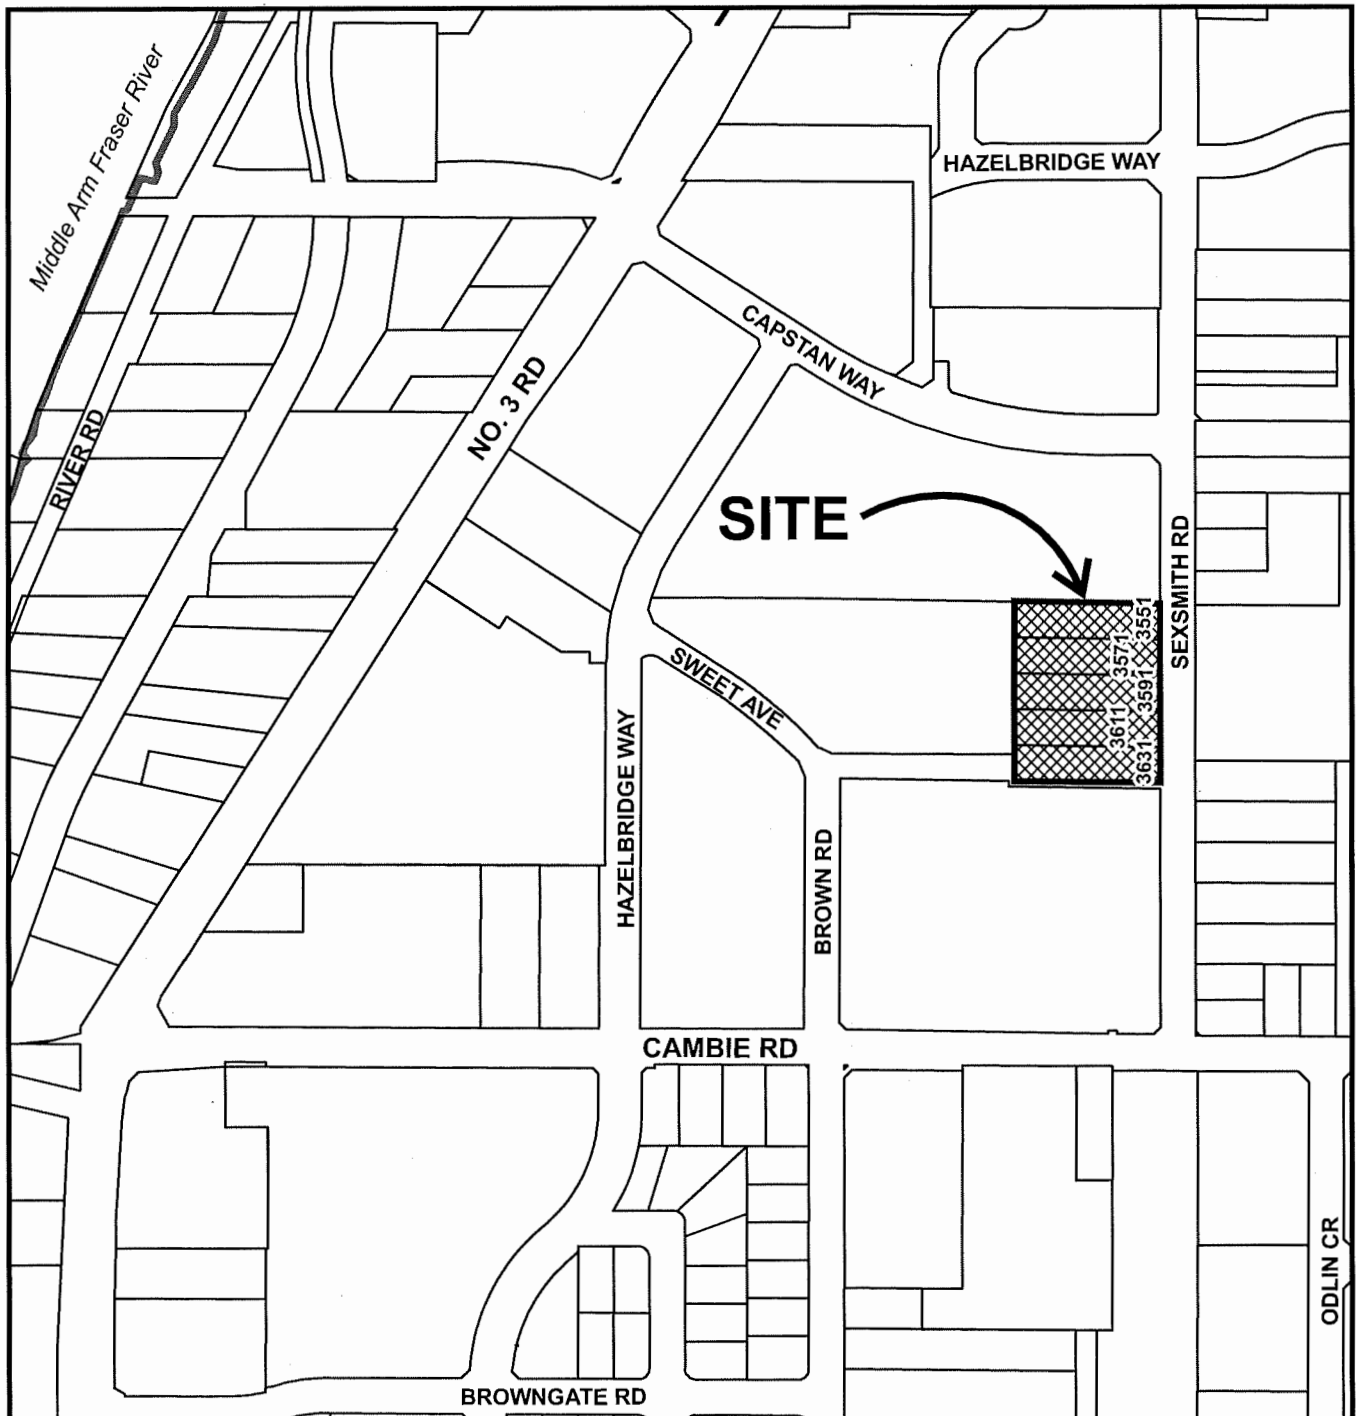 Middle Arm Fraser River
HAZELBRIDGE WAY
CAPSTAN WAY
NO. 3 RD
RIVER RD
SITE
SEXSMITH RD
3551
3571
3591
3611
3631
SWEET AVE
HAZELBRIDGE WAY
BROWN RD
CAMBIE RD
ODLIN CR
BROWNGATE RD